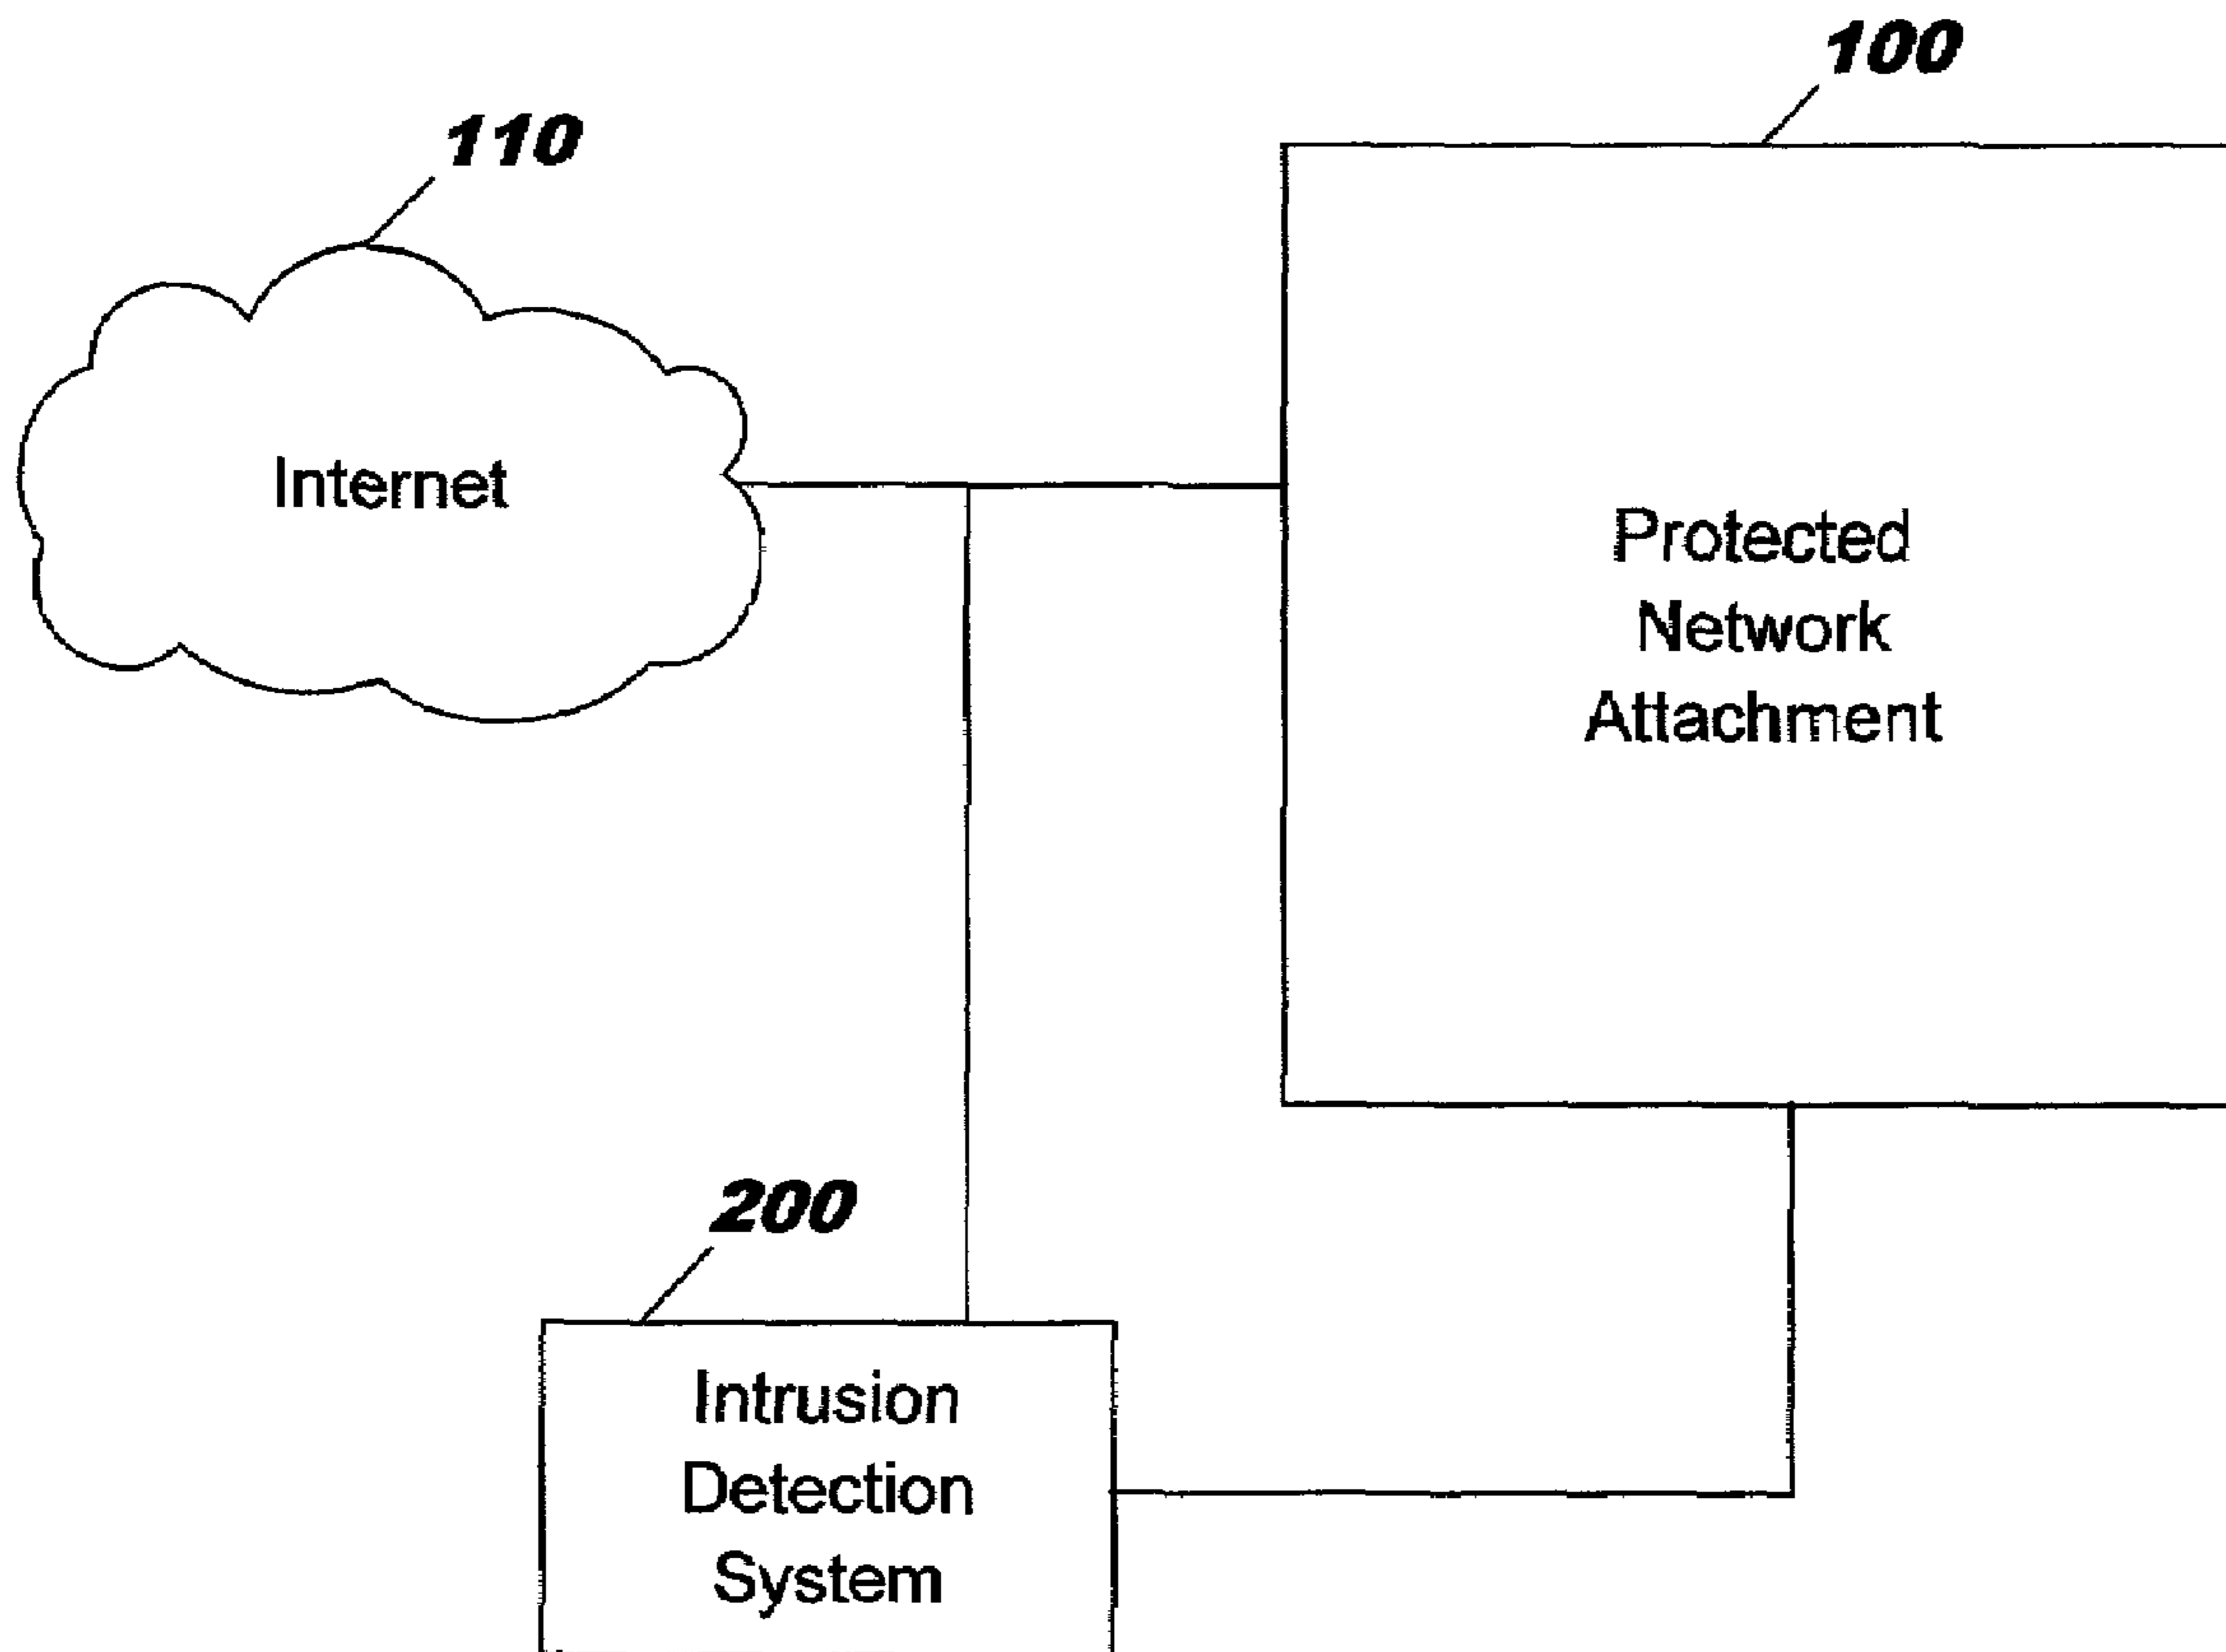 100
110
Internet
Protected
Network
Attachment
200
Intrusion
Detection
System